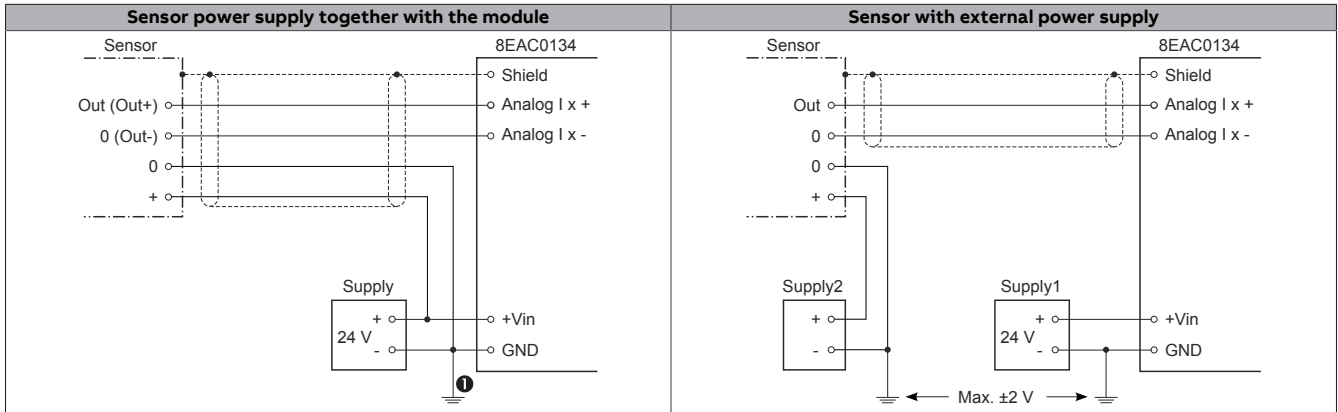 Sensor power supply together with the module
Sensor
8EAC0134
Shield
Out (Out+)
Analog I x +
0 (Out-)
Analog I x -
0
+
Supply
+
24 V
-
+Vin
GND
❶
Sensor with external power supply
Sensor
8EAC0134
Shield
Out
Analog I x +
0
Analog I x -
0
+
Supply2
+
-
Supply1
+
24 V
-
+Vin
GND
Max. ±2 V